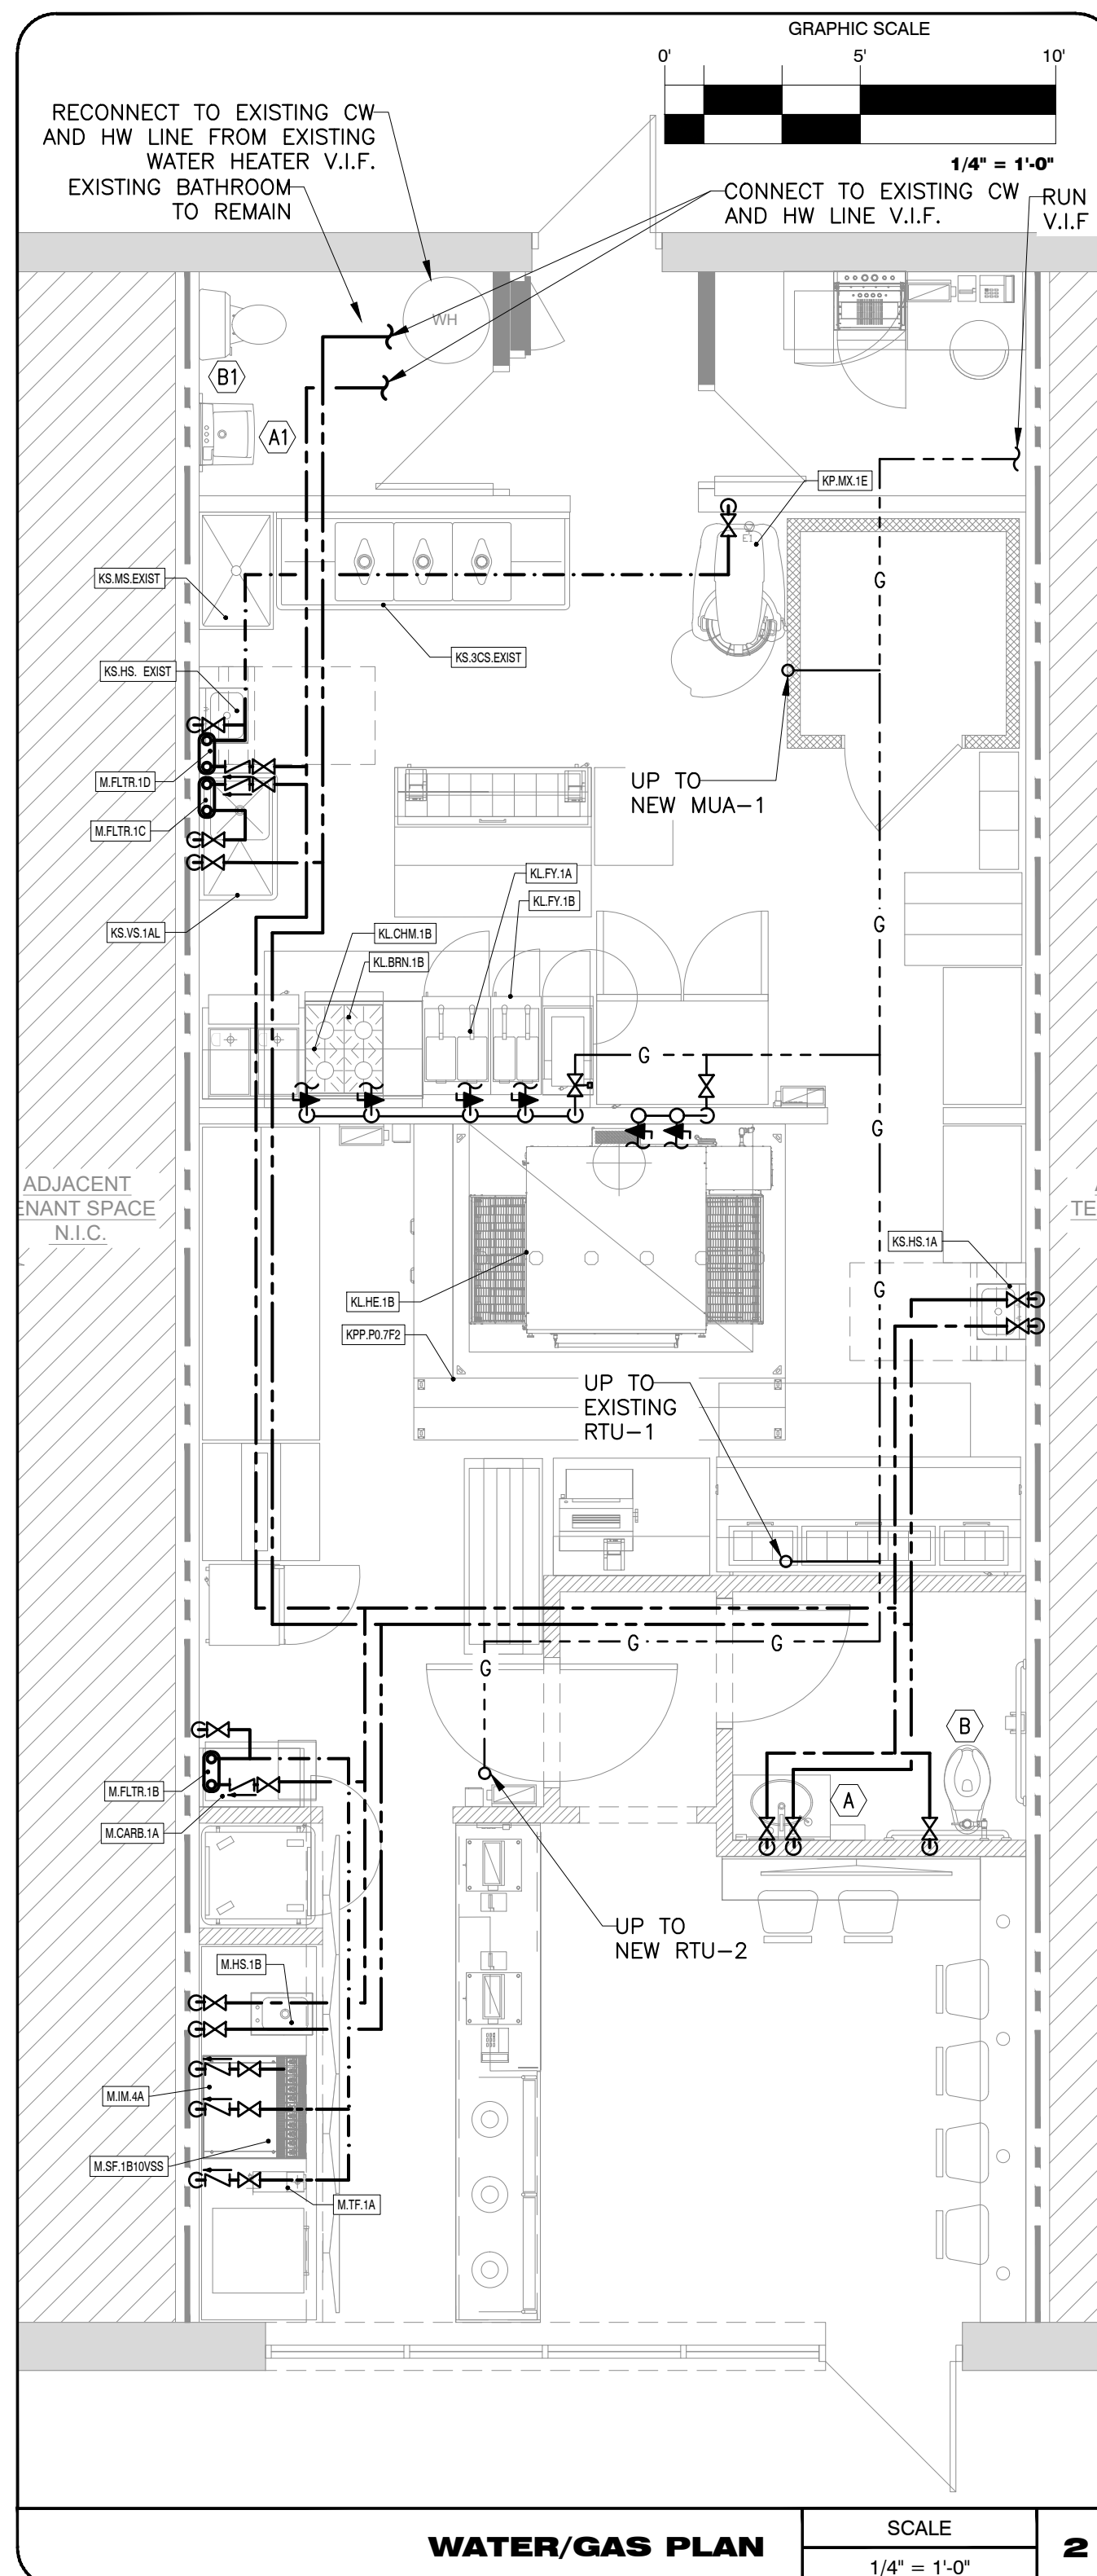 GRAPHIC SCALE
0' 5' 10'
1/4" = 1'-0"
RECONNECT TO EXISTING CW
AND HW LINE FROM EXISTING
WATER HEATER V.I.F.
EXISTING BATHROOM
TO REMAIN
CONNECT TO EXISTING CW
AND HW LINE V.I.F.
RUN
V.I.F
WH
B1
A1
KP.MX.1E
E1
KS.MS.EXIST
G
KS.3CS.EXIST
KS.HS. EXIST
M.FLTR.1D
UP TO
NEW MUA-1
M.FLTR.1C
KL.FY.1A
KL.FY.1B
KS.VS.1AL
KL.CHM.1B
G
KL.BRN.1B
G
G
ADJACENT
ENANT SPACE
N.I.C.
TE
KS.HS.1A
G
KL.HE.1B
KPP.P0.7F2
UP TO
EXISTING
RTU-1
G G
G
B
M.FLTR.1B
A
M.CARB.1A
UP TO
NEW RTU-2
M.HS.1B
M.IM.4A
M.SF.1B10VSS
M.TF.1A
WATER/GAS PLAN
SCALE
1/4" = 1'-0"
2